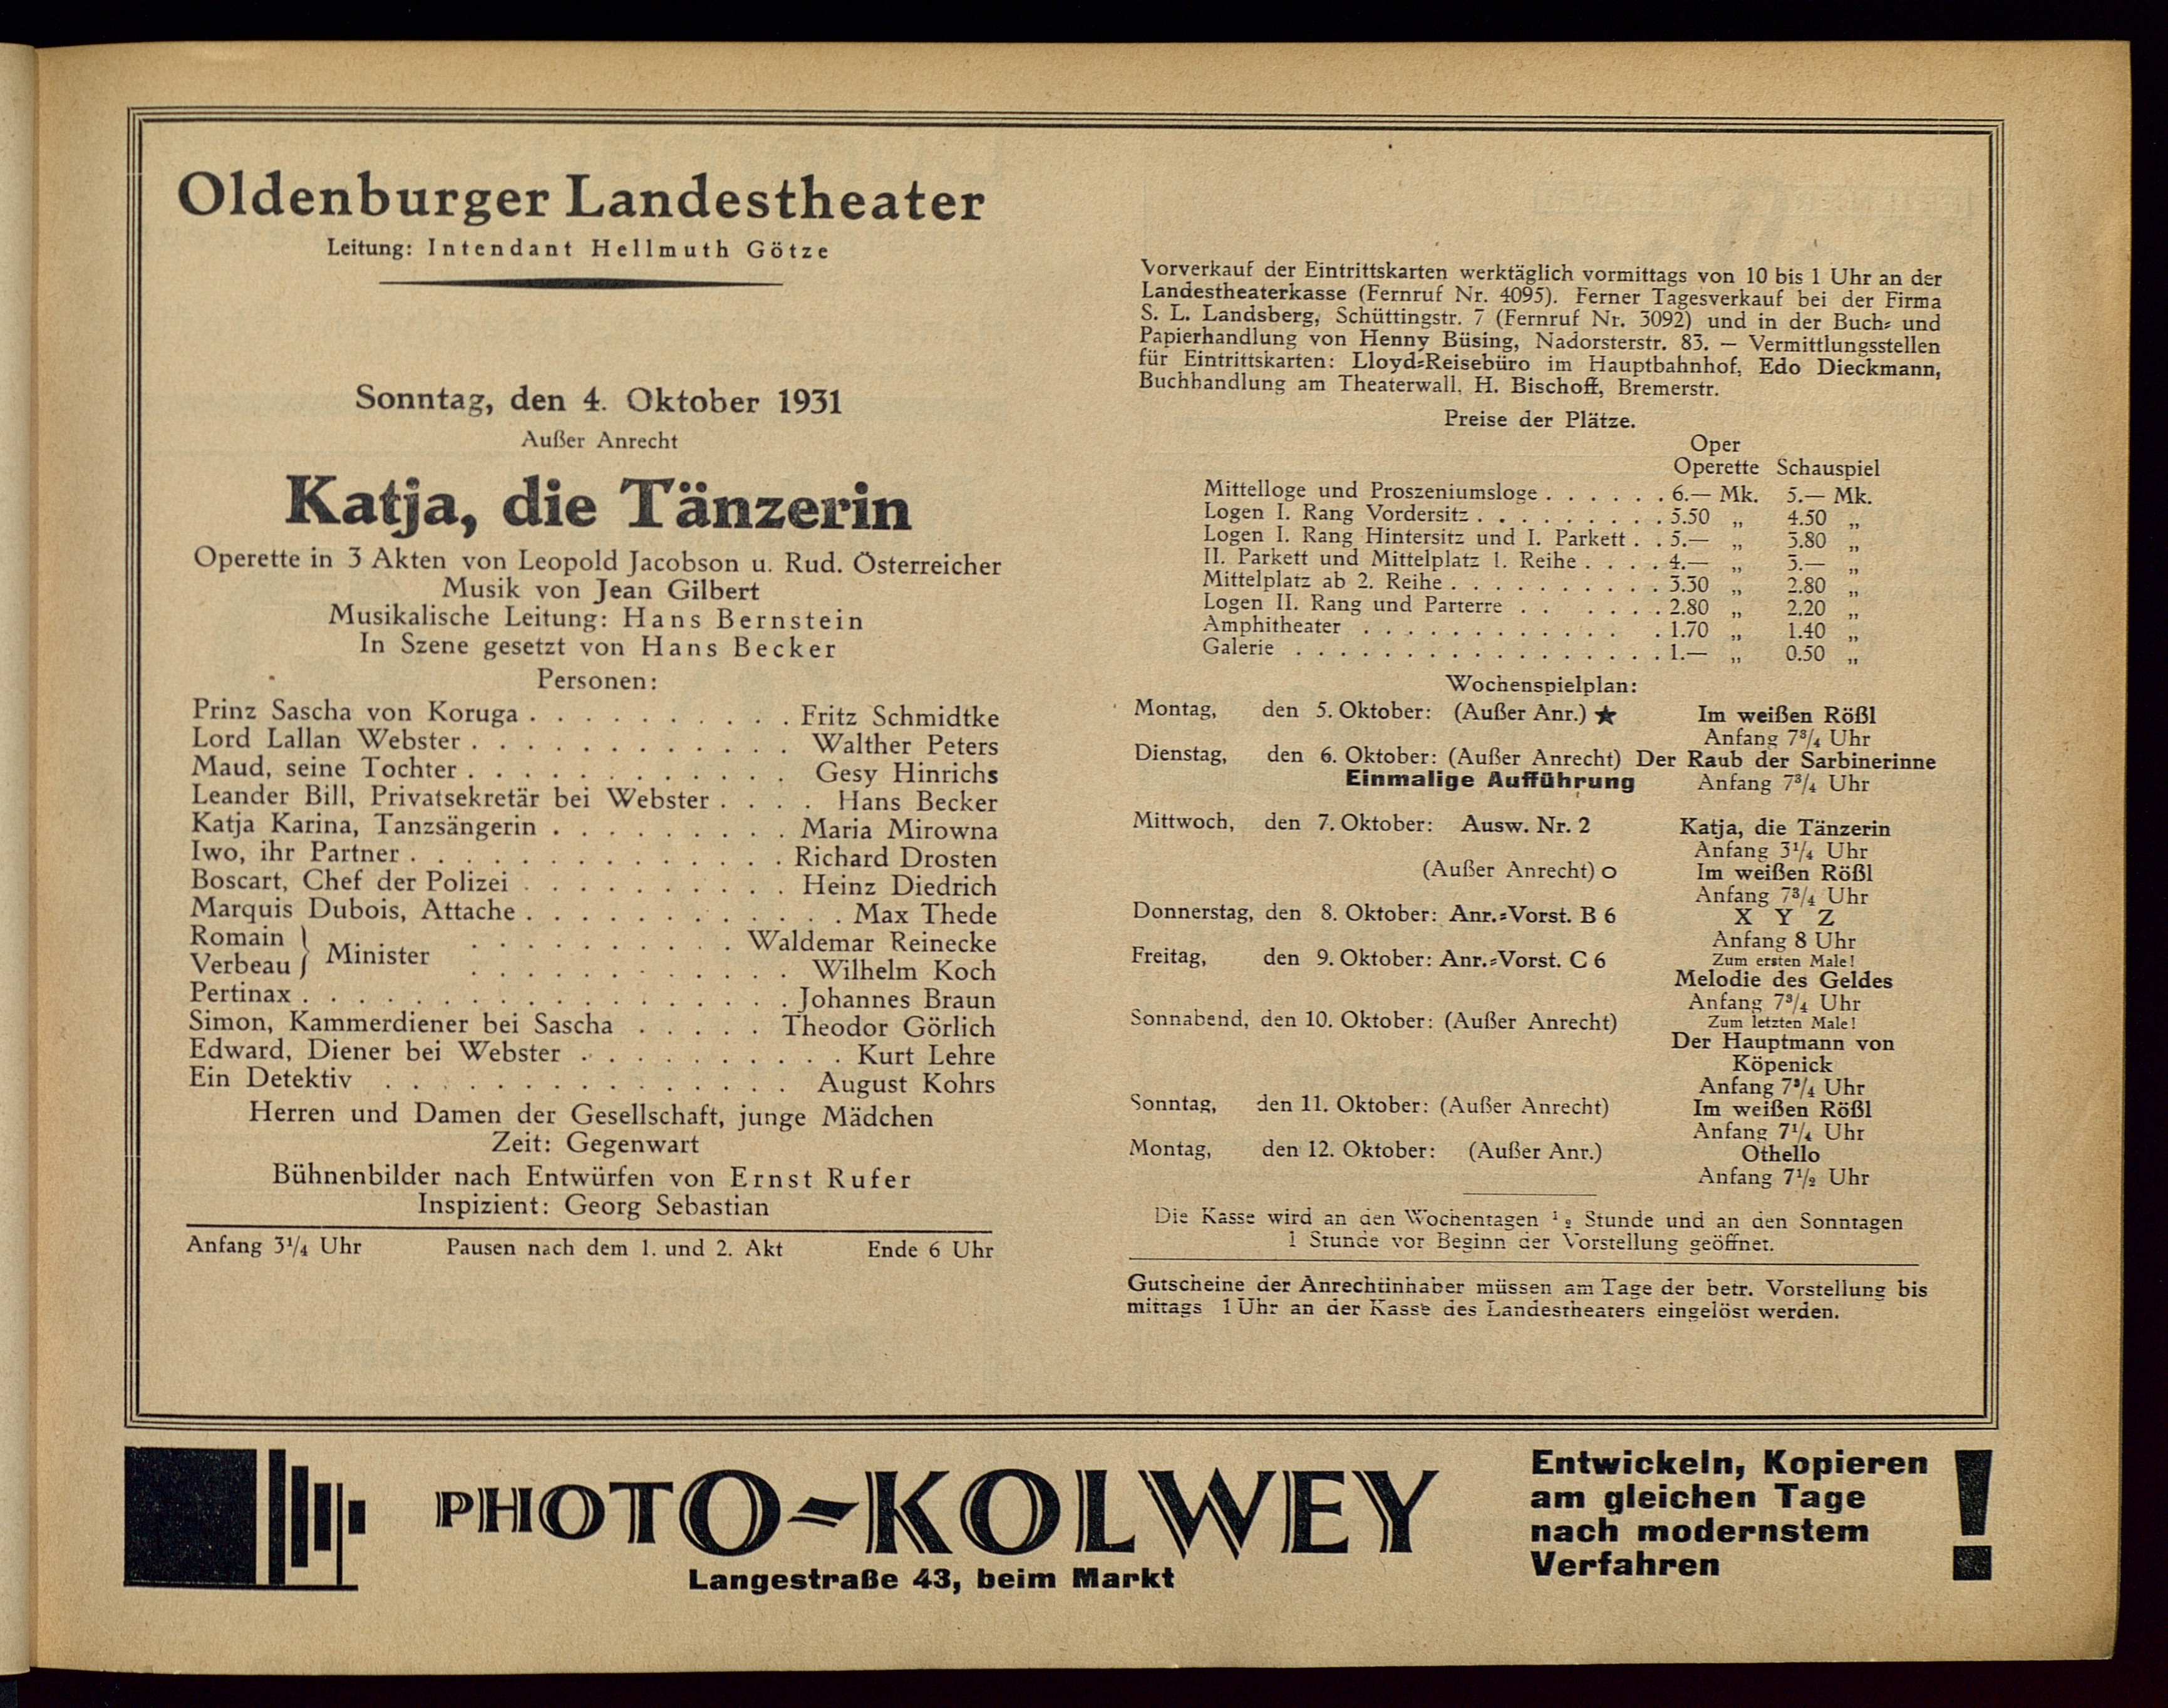 Oldenburger Landestheater
Leitung: Intendant Hellmuth Götze
Sonntag, den 4. Oktober 1931
Außer Anrecht
Katja, die Tänzerin
Operette in 3 Akten von Leopold Jacobson u. Rud. Österreicher
Musik von Jean Gilbert
Musikalische Leitung: Hans Bernstein
In Szene gesetzt von Hans Becker
Personen:
Prinz Sascha von Koruga . . . . . . . . . . Fritz Schmidtke
Lord Lallan Webster . . . . . . . . . . . . Walther Peters
Maud, seine Tochter . . . . . . . . . . . . Gesy Hinrichs
Leander Bill, Privatsekretär bei Webster . . . . Hans Becker
Katja Karina, Tanzsängerin . . . . . . . . . Maria Mirowna
Iwo, ihr Partner . . . . . . . . . . . . . . Richard Drosten
Boscart, Chef der Polizei . . . . . . . . . . Heinz Diedrich
Marquis Dubois, Attache . . . . . . . . . . . . Max Thede
Romain } Minister . . . . . . . . . . Waldemar Reinecke
Verbeau } . . . . . . . . . . . . Wilhelm Koch
Pertinax . . . . . . . . . . . . . . . . . . Johannes Braun
Simon, Kammerdiener bei Sascha . . . . . Theodor Görlich
Edward, Diener bei Webster . . . . . . . . . . Kurt Lehre
Ein Detektiv . . . . . . . . . . . . . . . August Kohrs
Herren und Damen der Gesellschaft, junge Mädchen
Zeit: Gegenwart
Bühnenbilder nach Entwürfen von Ernst Rufer
Inspizient: Georg Sebastian
Anfang 3¹/₄ Uhr Pausen nach dem 1. und 2. Akt Ende 6 Uhr
Vorverkauf der Eintrittskarten werktäglich vormittags von 10 bis 1 Uhr an der
Landestheaterkasse (Fernruf Nr. 4095). Ferner Tagesverkauf bei der Firma
S. L. Landsberg, Schüttingstr. 7 (Fernruf Nr. 3092) und in der Buch= und
Papierhandlung von Henny Büsing, Nadorsterstr. 83. — Vermittlungsstellen
für Eintrittskarten: Lloyd=Reisebüro im Hauptbahnhof, Edo Dieckmann,
Buchhandlung am Theaterwall, H. Bischoff, Bremerstr.
Preise der Plätze.
Oper
Operette Schauspiel
Mittelloge und Proszeniumsloge . . . . . . 6.— Mk. 5.— Mk.
Logen I. Rang Vordersitz . . . . . . . . . 5.50 „ 4.50 „
Logen I. Rang Hintersitz und I. Parkett . . 5.— „ 3.80 „
II. Parkett und Mittelplatz 1. Reihe . . . . 4.— „ 3.— „
Mittelplatz ab 2. Reihe . . . . . . . . . . 3.30 „ 2.80 „
Logen II. Rang und Parterre . . . . . . 2.80 „ 2.20 „
Amphitheater . . . . . . . . . . . . 1.70 „ 1.40 „
Galerie . . . . . . . . . . . . . . . . . 1.— „ 0.50 „
Wochenspielplan:
Montag, den 5. Oktober: (Außer Anr.) ★ Im weißen Rößl
Anfang 7³/₄ Uhr
Dienstag, den 6. Oktober: (Außer Anrecht) Der Raub der Sarbinerinne
Einmalige Aufführung Anfang 7³/₄ Uhr
Mittwoch, den 7. Oktober: Ausw. Nr. 2 Katja, die Tänzerin
Anfang 3¹/₄ Uhr
(Außer Anrecht) O Im weißen Rößl
Anfang 7³/₄ Uhr
Donnerstag, den 8. Oktober: Anr.=Vorst. B 6 X Y Z
Anfang 8 Uhr
Freitag, den 9. Oktober: Anr.=Vorst. C 6 Zum ersten Male!
Melodie des Geldes
Anfang 7³/₄ Uhr
Sonnabend, den 10. Oktober: (Außer Anrecht) Zum letzten Male!
Der Hauptmann von
Köpenick
Anfang 7³/₄ Uhr
Sonntag, den 11. Oktober: (Außer Anrecht) Im weißen Rößl
Anfang 7¹/₄ Uhr
Montag, den 12. Oktober: (Außer Anr.) Othello
Anfang 7¹/₂ Uhr
Die Kasse wird an den Wochentagen ¹/₂ Stunde und an den Sonntagen
1 Stunde vor Beginn der Vorstellung geöffnet.
Gutscheine der Anrechtinhaber müssen am Tage der betr. Vorstellung bis
mittags 1 Uhr an der Kasse des Landestheaters eingelöst werden.
PHOTO=KOLWEY
Langestraße 43, beim Markt
Entwickeln, Kopieren
am gleichen Tage
nach modernstem
Verfahren !